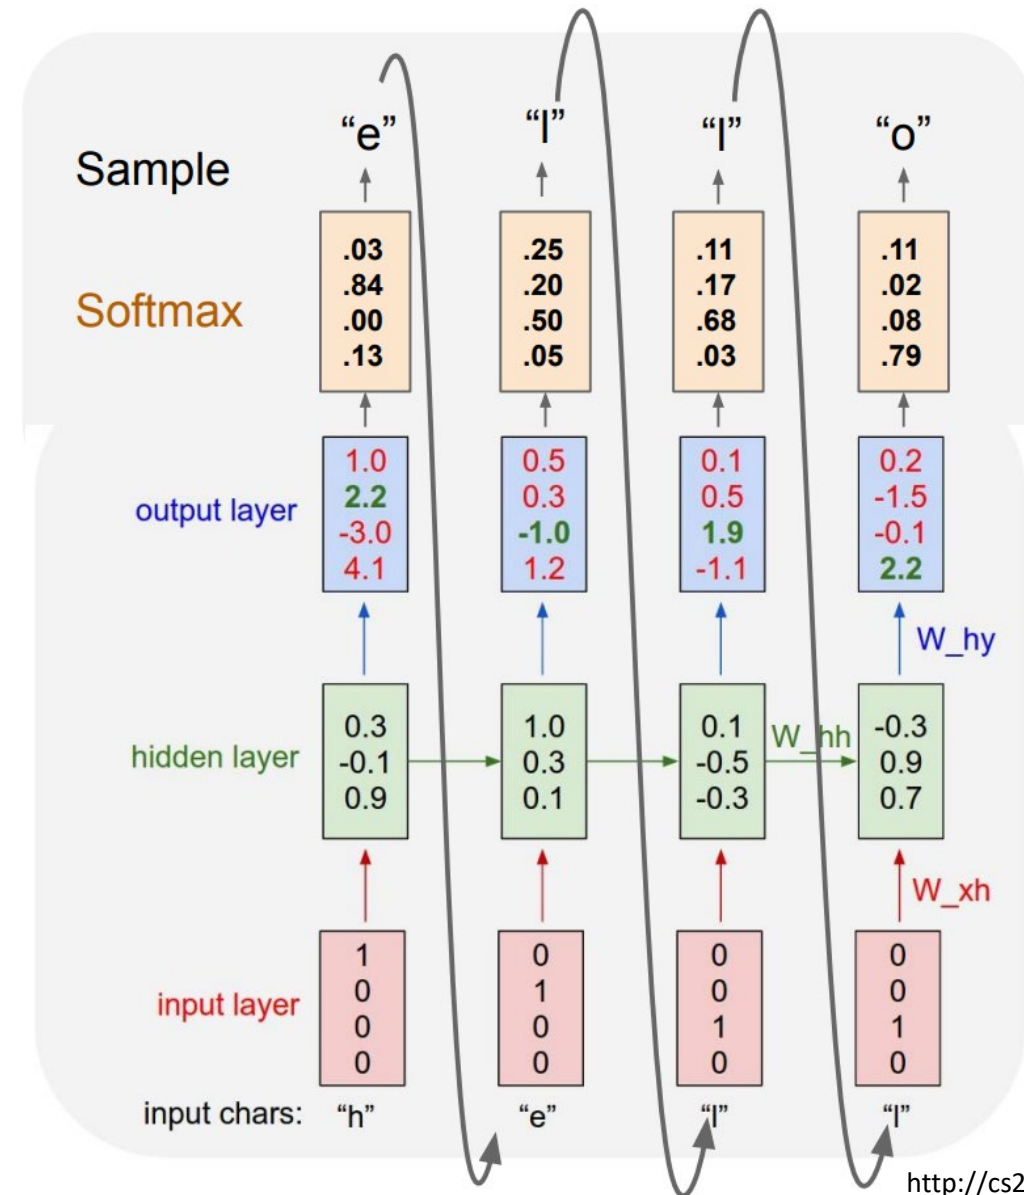 “e” “l” “l” “o”
Sample
.03 .25 .11 .11
.84 .20 .17 .02
Softmax
.00 .50 .68 .08
.13 .05 .03 .79
1.0 0.5 0.1 0.2
2.2 0.3 0.5 -1.5
output layer
-3.0 -1.0 1.9 -0.1
4.1 1.2 -1.1 2.2
W_hy
0.3 1.0 0.1 -0.3
W_hh
hidden layer
-0.1 0.3 -0.5 0.9
0.9 0.1 -0.3 0.7
W_xh
1 0 0 0
0 1 0 0
input layer
0 0 1 1
0 0 0 0
input chars: “h” “e” “l” “l”
http://cs2